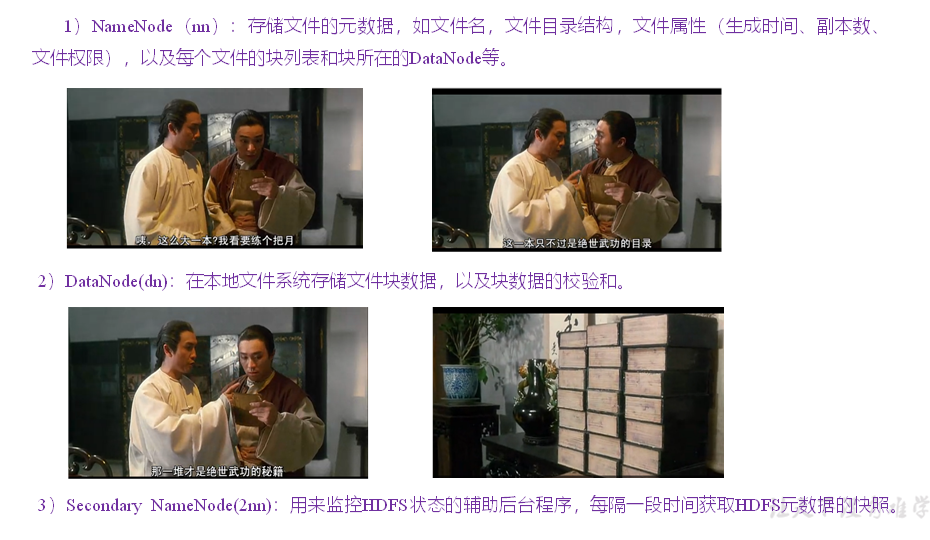 1）NameNode（nn）：存储文件的元数据，如文件名，文件目录结构，文件属性（生成时间、副本数、
文件权限），以及每个文件的块列表和块所在的DataNode等。
咦，这么大一本?我看要练个把月
这一本只不过是绝世武功的目录
2）DataNode(dn)：在本地文件系统存储文件块数据，以及块数据的校验和。
那一堆才是绝世武功的秘籍
3）Secondary NameNode(2nn)：用来监控HDFS状态的辅助后台程序，每隔一段时间获取HDFS元数据的快照。